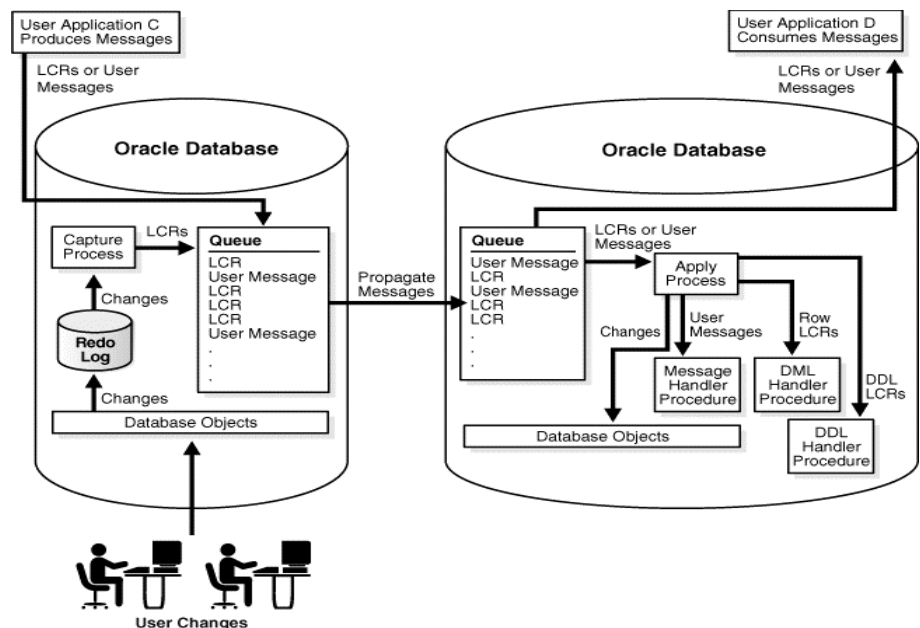 User Application C
Produces Messages
User Application D
Consumes Messages
LCRs or User
Messages
LCRs or User
Messages
Oracle Database
Oracle Database
Capture
Process
LCRs
Queue
LCR
User Message
LCR
LCR
LCR
User Message
.
.
.
Changes
Redo
Log
Changes
Database Objects
User Changes
Propagate
Messages
Queue
User Message
LCR
User Message
LCR
LCR
.
.
.
LCRs or User
Messages
Apply
Process
Changes
User
Messages
Row
LCRs
DDL
LCRs
Message
Handler
Procedure
DML
Handler
Procedure
DDL
Handler
Procedure
Database Objects